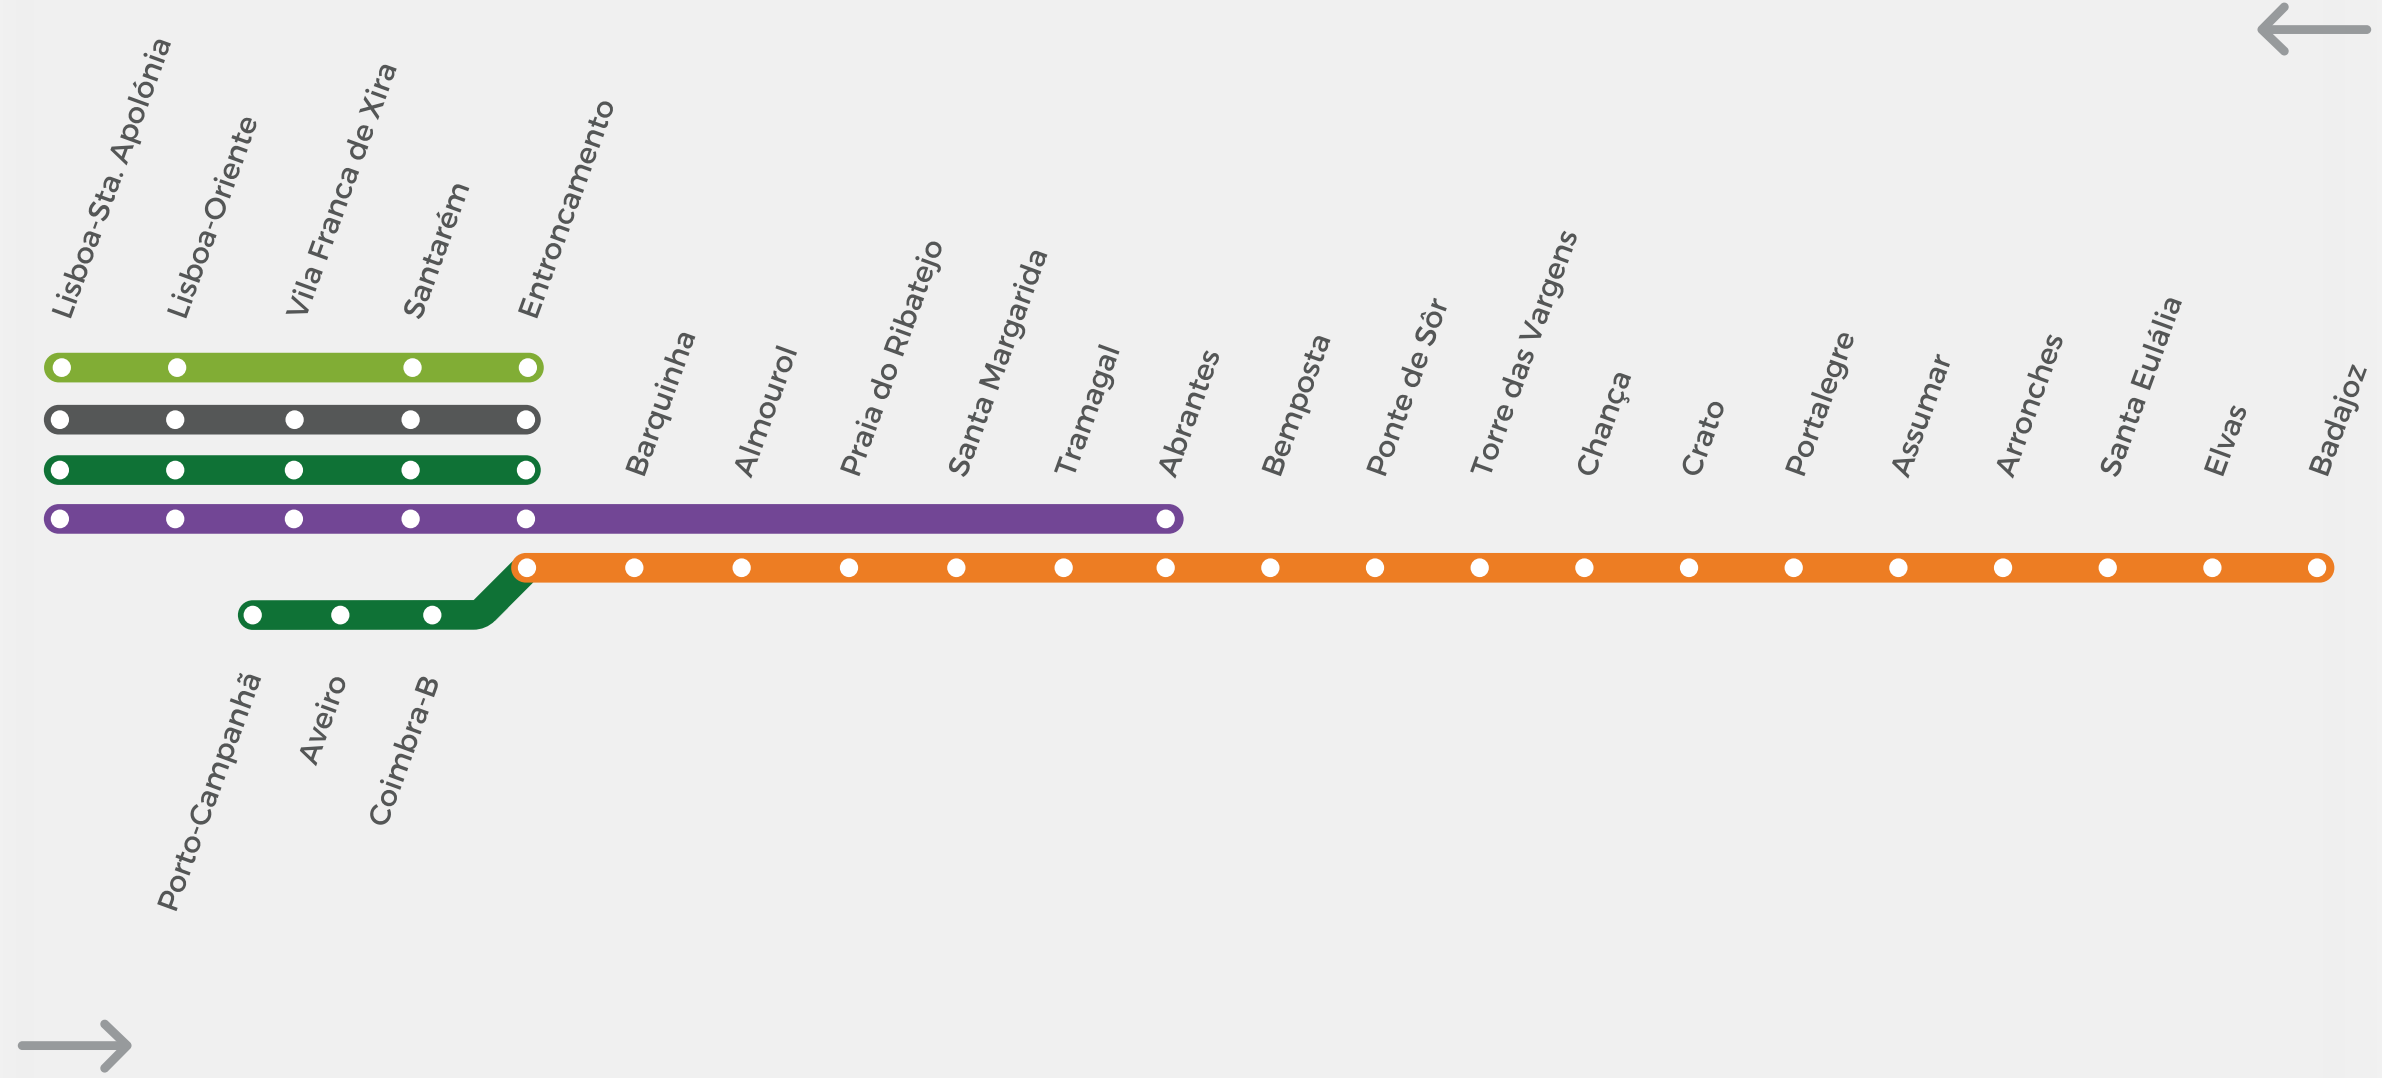 Lisboa-Sta. Apolónia
Lisboa-Oriente
Vila Franca de Xira
Santarém
Entroncamento
Barquinha
Almourol
Praia do Ribatejo
Santa Margarida
Tramagal
Abrantes
Bemposta
Ponte de Sôr
Torre das Vargens
Chança
Crato
Portalegre
Assumar
Arronches
Santa Eulália
Elvas
Badajoz
Porto-Campanhã
Aveiro
Coimbra-B